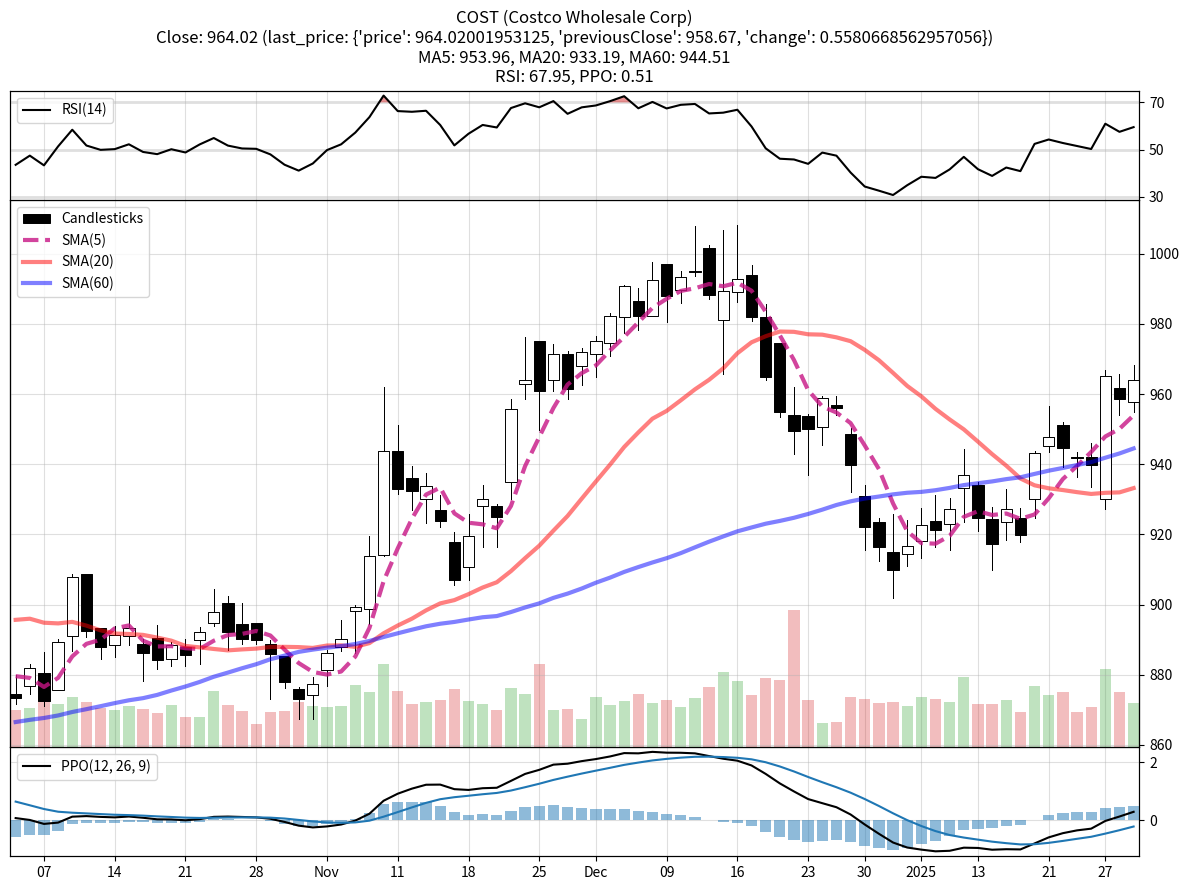 COST (Costco Wholesale Corp)
Close: 964.02 (last_price: {'price': 964.02001953125, 'previousClose': 958.67, 'change': 0.5580668562957056})
MA5: 953.96, MA20: 933.19, MA60: 944.51
RSI: 67.95, PPO: 0.51
RSI(14)
70
50
30
Candlesticks
SMA(5)
SMA(20)
SMA(60)
1000
980
960
940
920
900
880
860
PPO(12, 26, 9)
2
0
07 14 21 28 Nov 11 18 25 Dec 09 16 23 30 2025 13 21 27